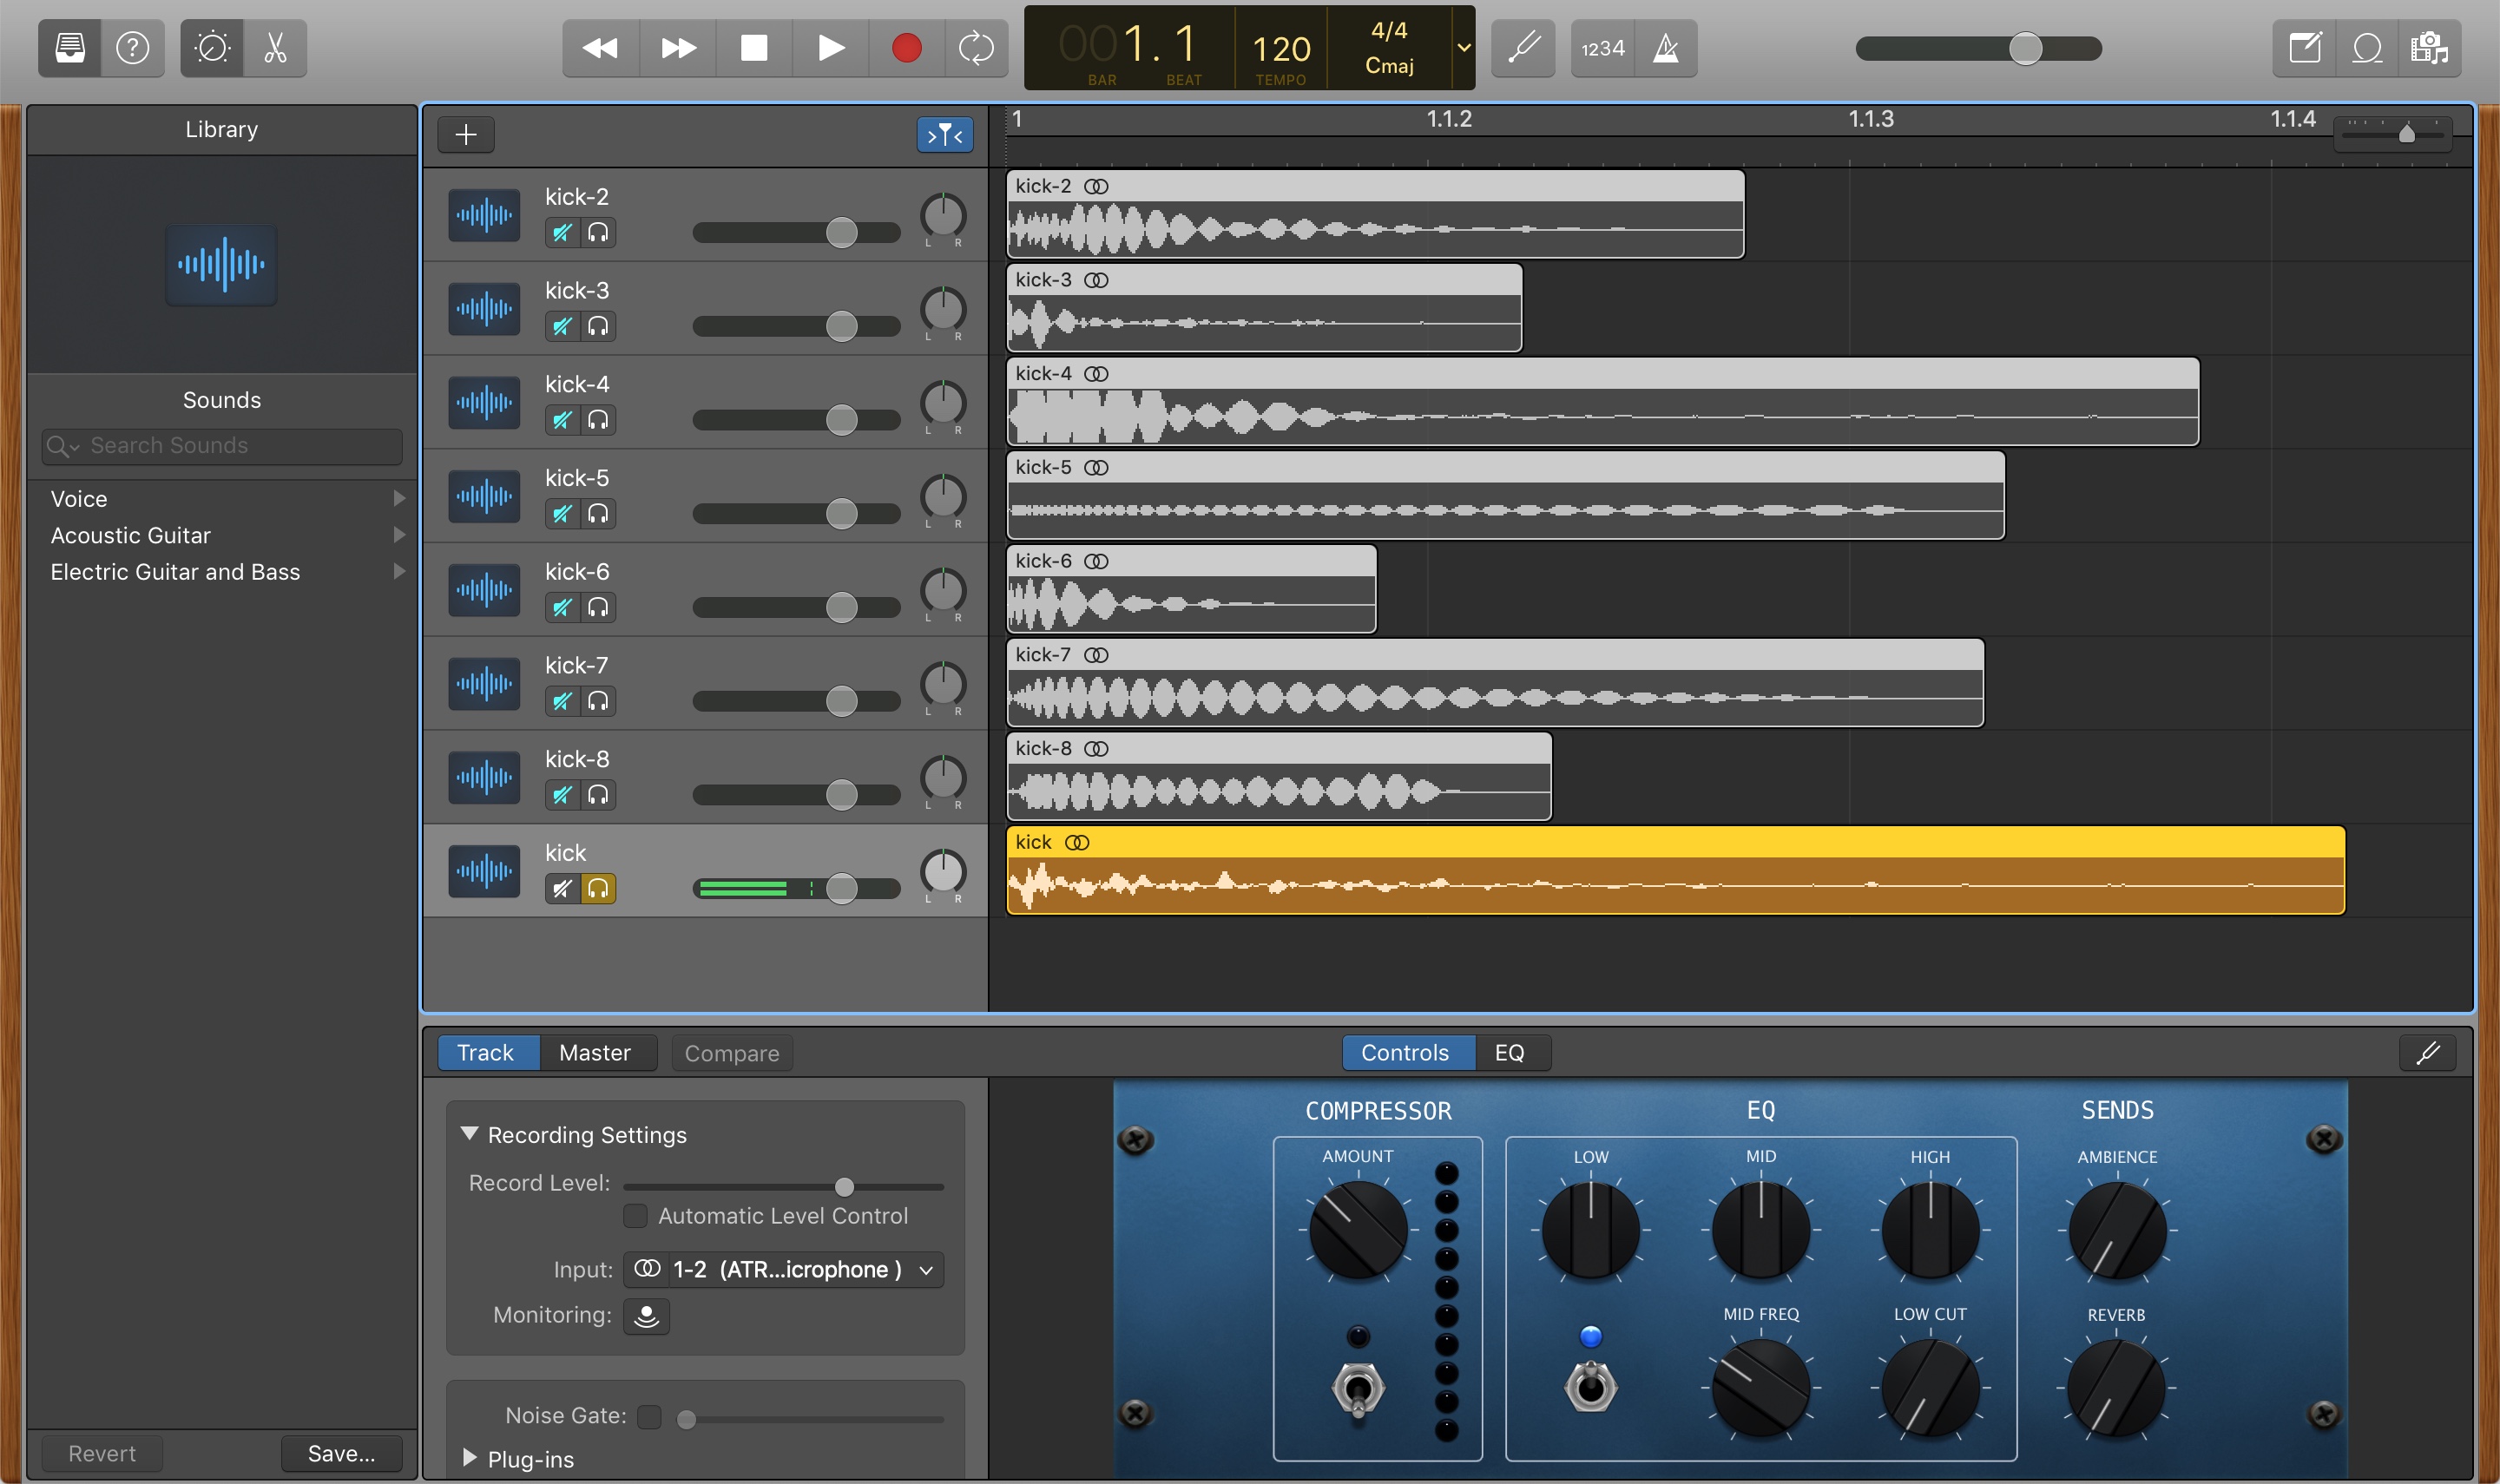 001. 1
BAR BEAT
120
TEMPO
4/4
Cmaj
1234
Library
Sounds
Search Sounds
Voice
Acoustic Guitar
Electric Guitar and Bass
Revert
Save...
1 1.1.2 1.1.3 1.1.4
kick-2
L R
kick-2
kick-3
L R
kick-3
kick-4
L R
kick-4
kick-5
L R
kick-5
kick-6
L R
kick-6
kick-7
L R
kick-7
kick-8
L R
kick-8
kick
L R
kick
Track Master Compare
Controls EQ
Recording Settings
Record Level:
Automatic Level Control
Input: 1-2 (ATR...icrophone )
Monitoring:
Noise Gate:
Plug-ins
COMPRESSOR
AMOUNT
EQ
LOW MID HIGH
MID FREQ LOW CUT
SENDS
AMBIENCE
REVERB